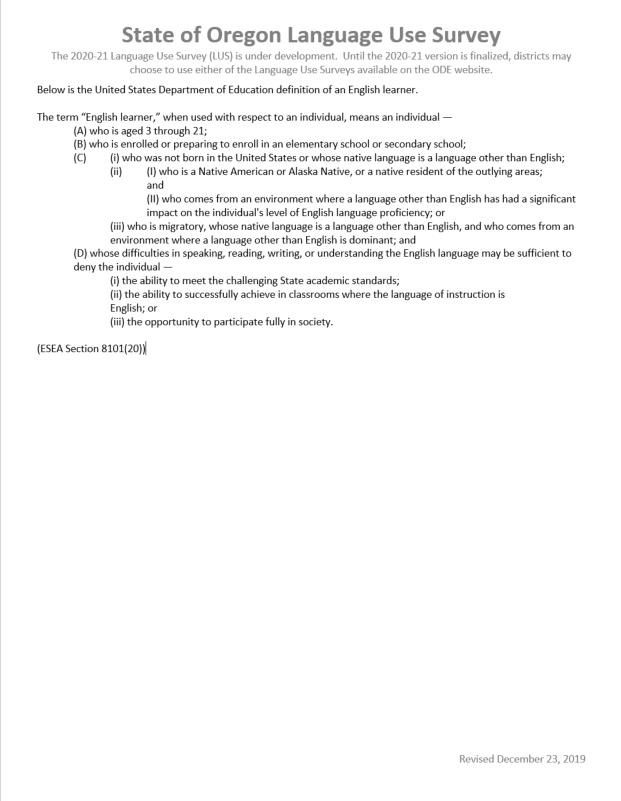 State of Oregon Language Use Survey
The 2020-21 Language Use Survey (LUS) is under development.  Until the 2020-21 version is finalized, districts may
choose to use either of the Language Use Surveys available on the ODE website.
Below is the United States Department of Education definition of an English learner.
The term “English learner,” when used with respect to an individual, means an individual —
(A) who is aged 3 through 21;
(B) who is enrolled or preparing to enroll in an elementary school or secondary school;
(C) (i) who was not born in the United States or whose native language is a language other than English;
(ii) (I) who is a Native American or Alaska Native, or a native resident of the outlying areas;
and
(II) who comes from an environment where a language other than English has had a significant
impact on the individual's level of English language proficiency; or
(iii) who is migratory, whose native language is a language other than English, and who comes from an
environment where a language other than English is dominant; and
(D) whose difficulties in speaking, reading, writing, or understanding the English language may be sufficient to
deny the individual —
(i) the ability to meet the challenging State academic standards;
(ii) the ability to successfully achieve in classrooms where the language of instruction is
English; or
(iii) the opportunity to participate fully in society.
(ESEA Section 8101(20))
Revised December 23, 2019